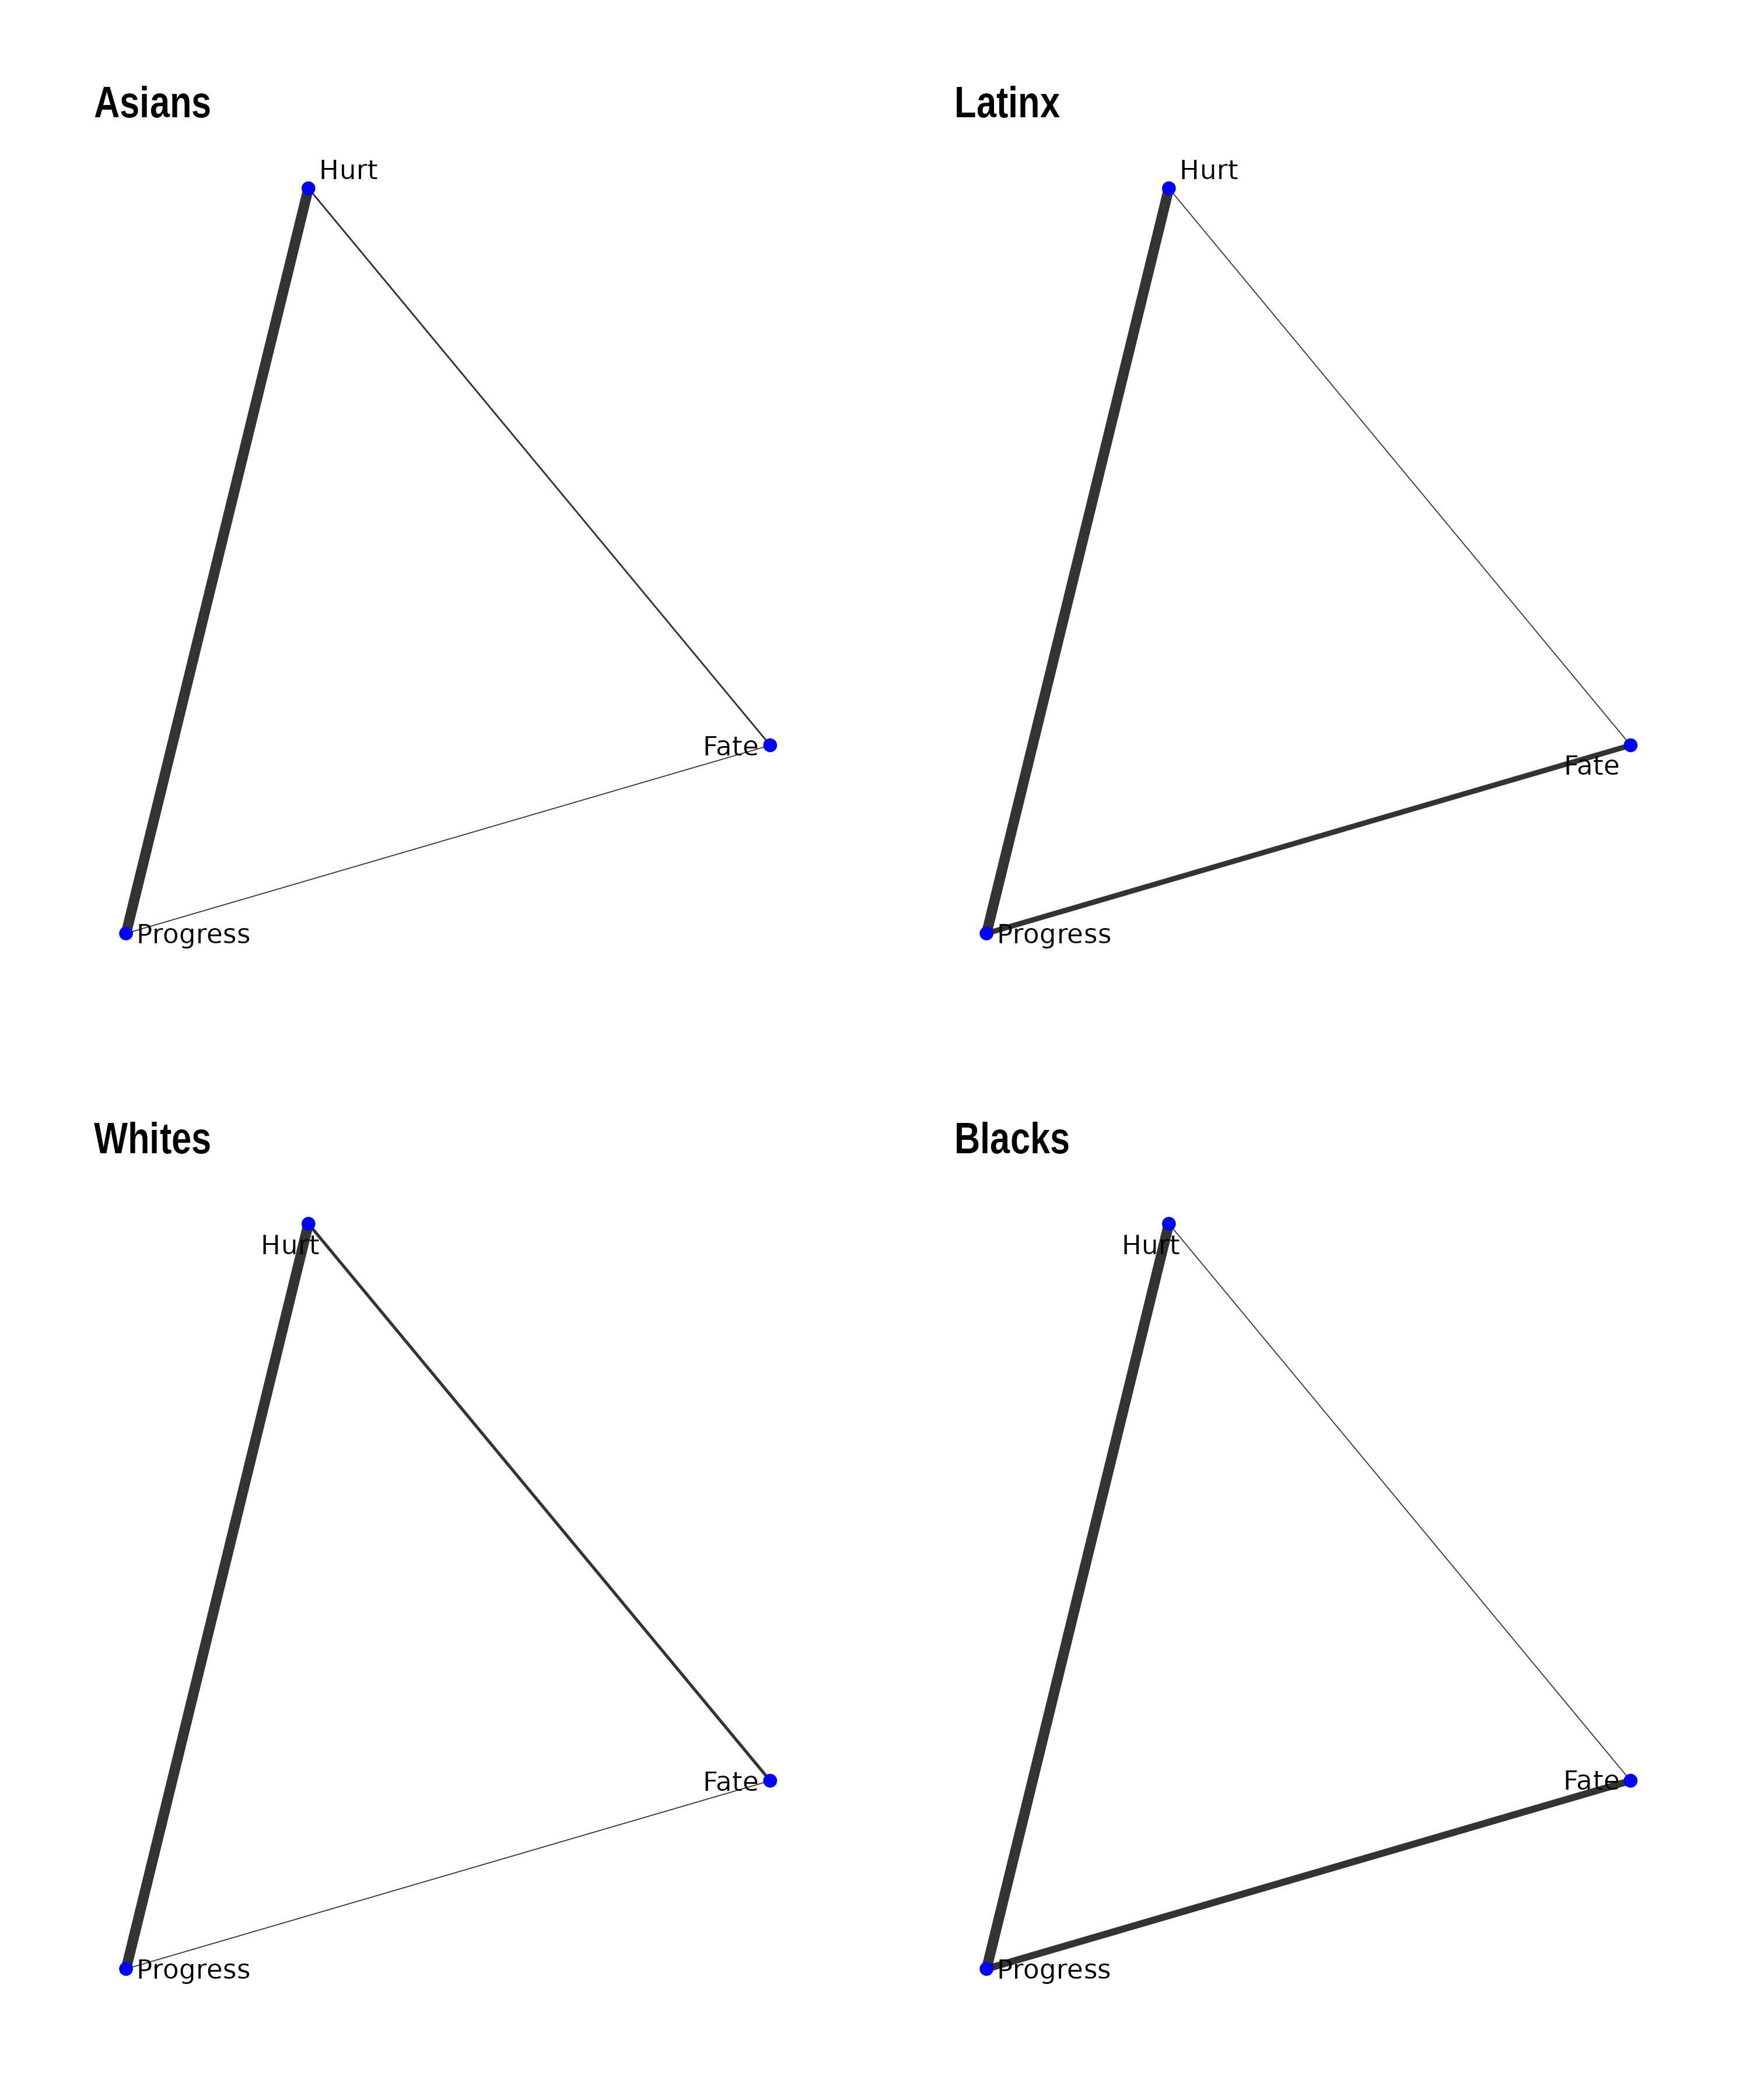 Asians
Latinx
Hurt
Hurt
Fate
Fate
Progress
Progress
Whites
Blacks
Hurt
Hurt
Fate
Fate
Progress
Progress